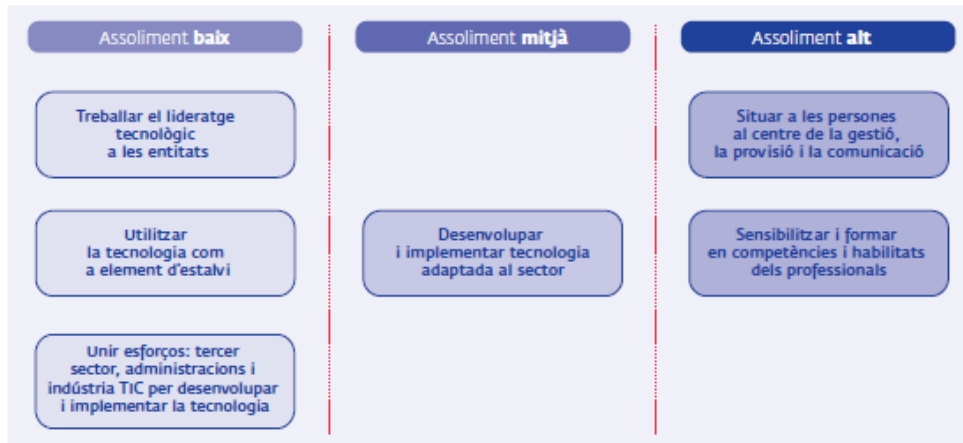 Assoliment baix
Treballar el lideratge
tecnològic
a les entitats
Utilitzar
la tecnologia com
a element d'estalvi
Unir esforços: tercer
sector, administracions i
indústria TIC per desenvolupar
i implementar la tecnologia
Assoliment mitjà
Desenvolupar
i implementar tecnologia
adaptada al sector
Assoliment alt
Situar a les persones
al centre de la gestió,
la provisió i la comunicació
Sensibilitzar i formar
en competències i habilitats
dels professionals